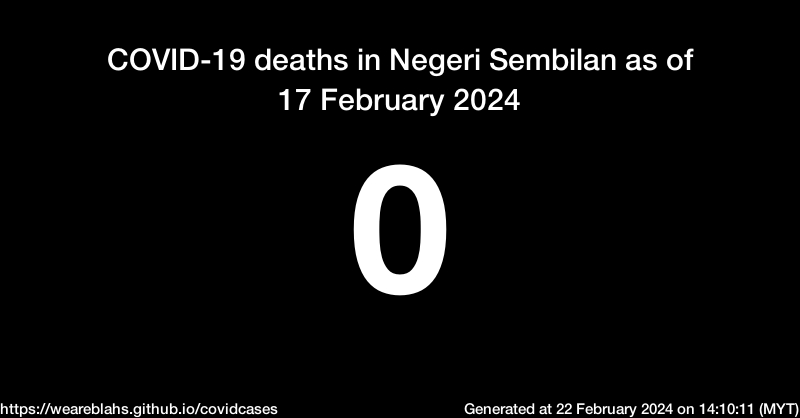 COVID-19 deaths in Negeri Sembilan as of
17 February 2024
0
https://weareblahs.github.io/covidcases
Generated at 22 February 2024 on 14:10:11 (MYT)